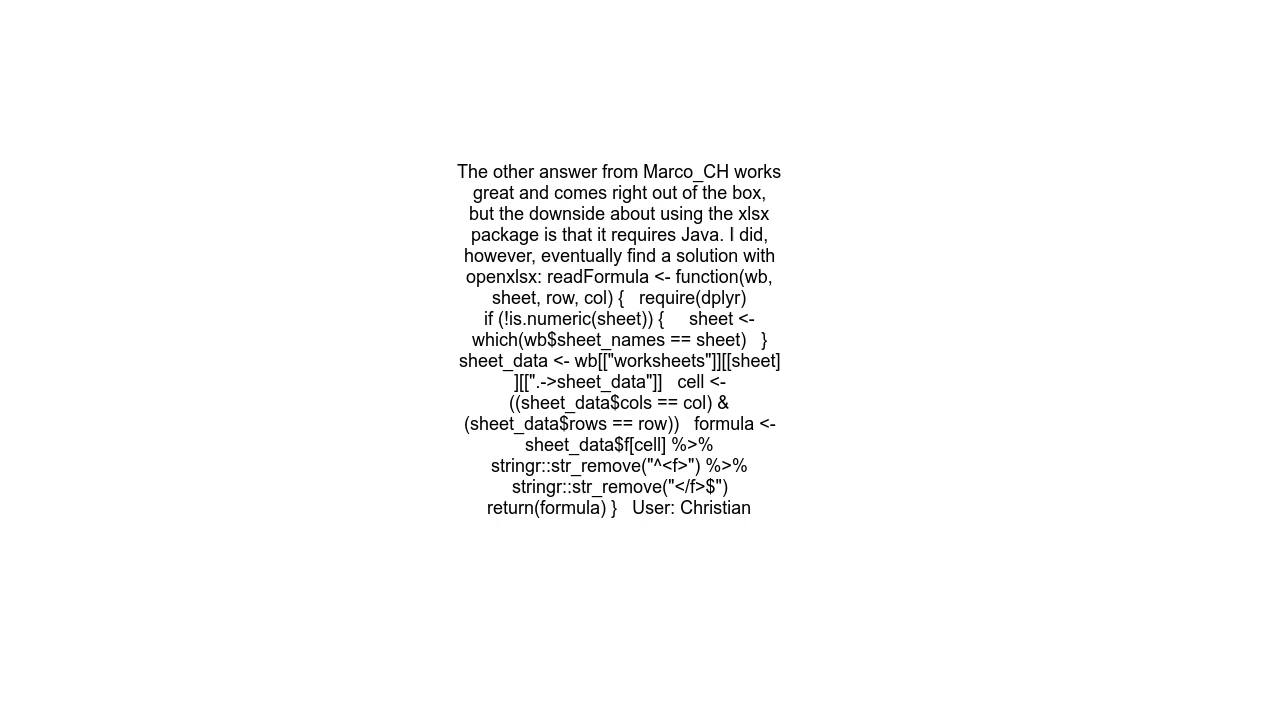 The other answer from Marco_CH works
great and comes right out of the box,
but the downside about using the xlsx
package is that it requires Java. I did,
however, eventually find a solution with
openxlsx: readFormula <- function(wb,
sheet, row, col) {   require(dplyr)
if (!is.numeric(sheet)) {     sheet <-
which(wb$sheet_names == sheet)   }
sheet_data <- wb[["worksheets"]][[sheet]
][[".->sheet_data"]]   cell <-
((sheet_data$cols == col) &
(sheet_data$rows == row))   formula <-
sheet_data$f[cell] %>%
stringr::str_remove("^<f>") %>%
stringr::str_remove("</f>$")
return(formula) }   User: Christian